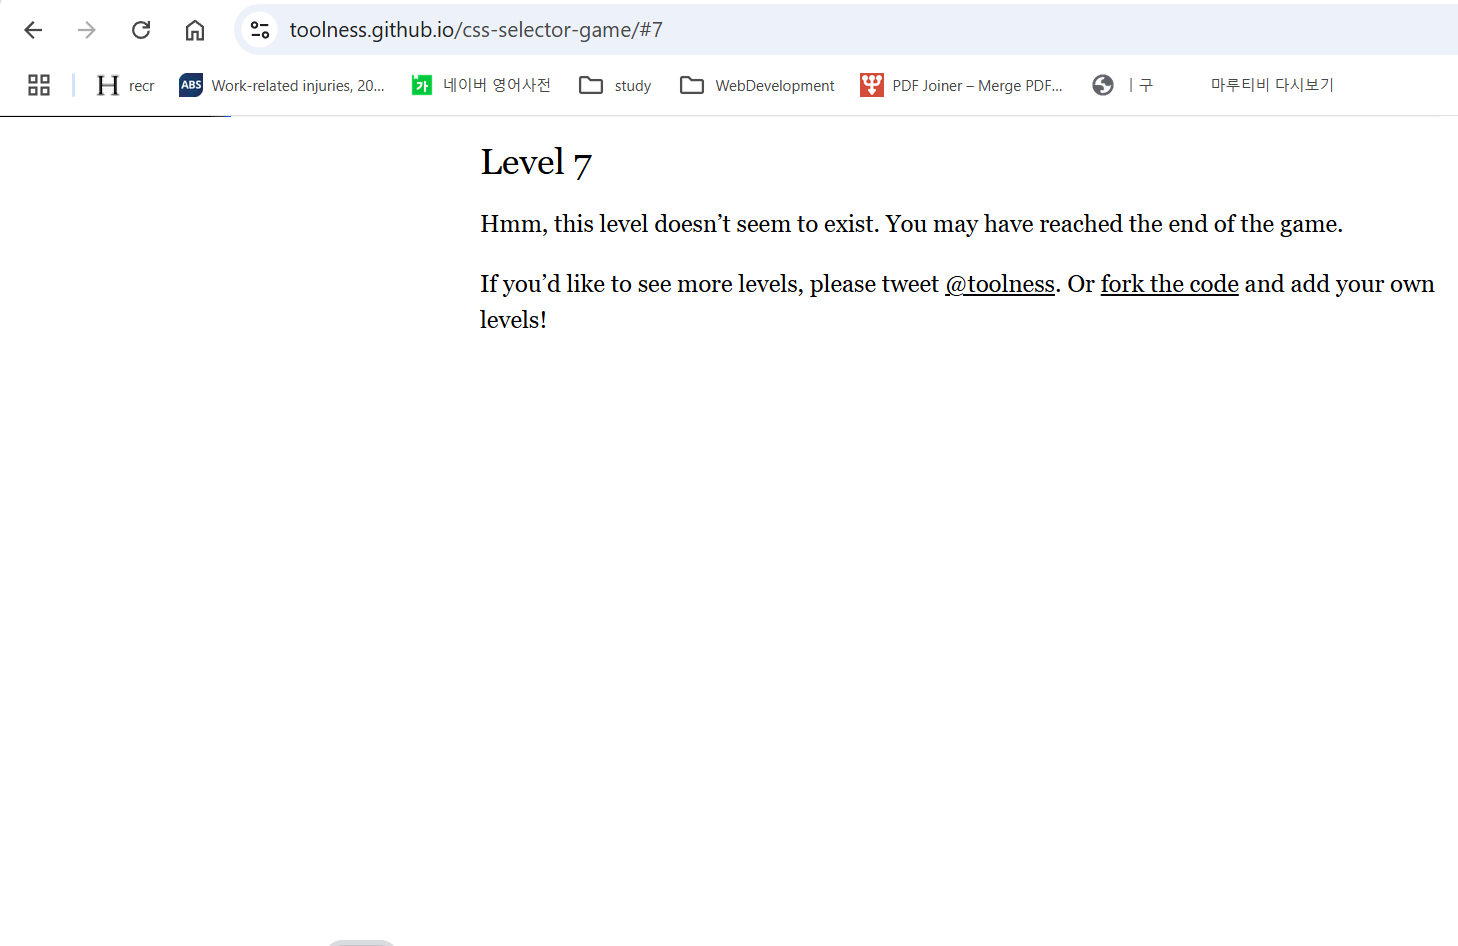 toolness.github.io/css-selector-game/#7
recr
ABS Work-related injuries, 20...
가 네이버 영어사전
study
WebDevelopment
PDF Joiner – Merge PDF...
| 구
마루티비 다시보기
Level 7
Hmm, this level doesn’t seem to exist. You may have reached the end of the game.
If you’d like to see more levels, please tweet @toolness. Or fork the code and add your own
levels!